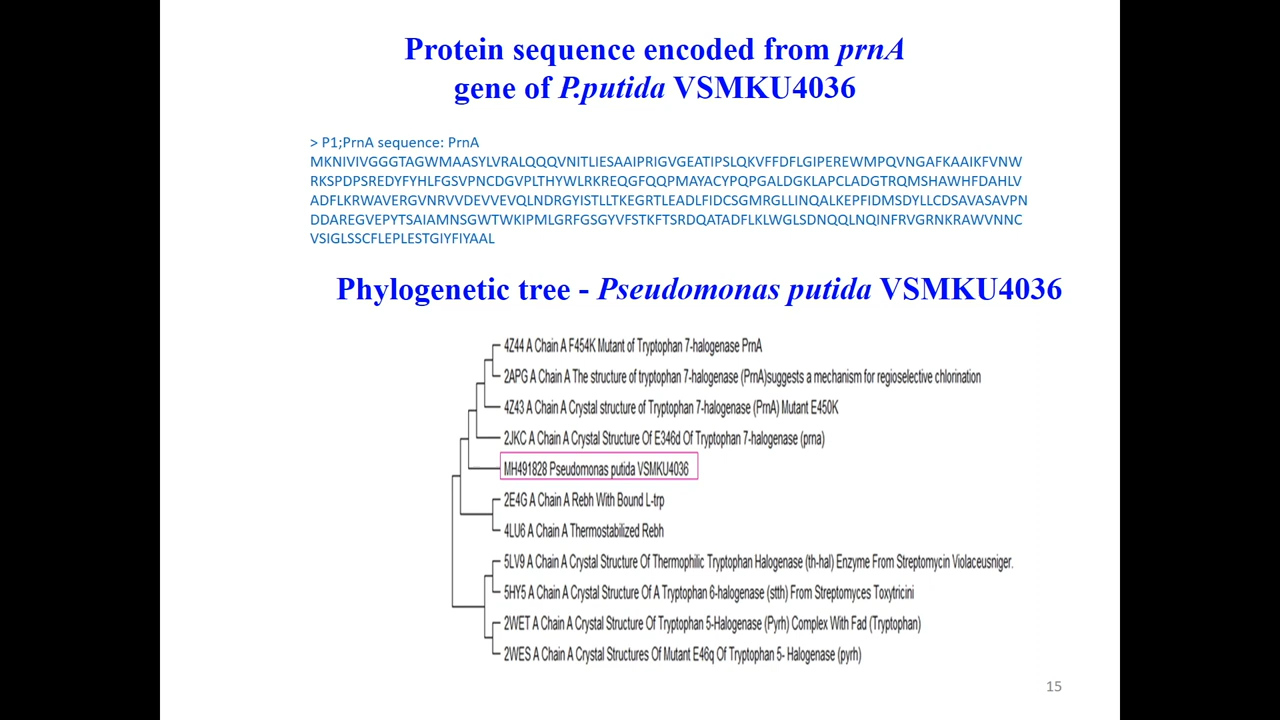 Protein sequence encoded from prnA
gene of P.putida VSMKU4036
> P1;PrnA sequence: PrnA
MKNIVIVGGGTAGWMAASYLVRALQQQVNITLIESAAIPRIGVGEATIPSLQKVFFDFLGIPEREWMPQVNGAFKAAIKFVNW
RKSPDPSREDYFYHLFGSVPNCDGVPLTHYWLRKREQGFQQPMAYACYPQPGALDGKLAPCLADGTRQMSHAWHFDAHLV
ADFLKRWAVERGVNRVVDEVVEVQLNDRGYISTLLTKEGRTLEADLFIDCSGMRGLLINQALKEPFIDMSDYLLCDSAVASAVPN
DDAREGVEPYTSAIAMNSGWTWKIPMLGRFGSGYVFSTKFTSRDQATADFLKLWGLSDNQQLNQINFRVGRNKRAWVNNC
VSIGLSSCFLEPLESTGIYFIYAAL
Phylogenetic tree - Pseudomonas putida VSMKU4036
4Z44 A Chain A F454K Mutant of Tryptophan 7-halogenase PrnA
2APG A Chain A The structure of tryptophan 7-halogenase (PrnA)suggests a mechanism for regioselective chlorination
4Z43 A Chain A Crystal structure of Tryptophan 7-halogenase (PrnA) Mutant E450K
2JKC A Chain A Crystal Structure Of E346d Of Tryptophan 7-halogenase (prna)
MH491828 Pseudomonas putida VSMKU4036
2E4G A Chain A Rebh With Bound L-trp
4LU6 A Chain A Thermostabilized Rebh
5LV9 A Chain A Crystal Structure Of Thermophilic Tryptophan Halogenase (th-hal) Enzyme From Streptomycin Violaceusniger.
5HY5 A Chain A Crystal Structure Of A Tryptophan 6-halogenase (stth) From Streptomyces Toxytricini
2WET A Chain A Crystal Structure Of Tryptophan 5-Halogenase (Pyrh) Complex With Fad (Tryptophan)
2WES A Chain A Crystal Structures Of Mutant E46q Of Tryptophan 5- Halogenase (pyrh)
15